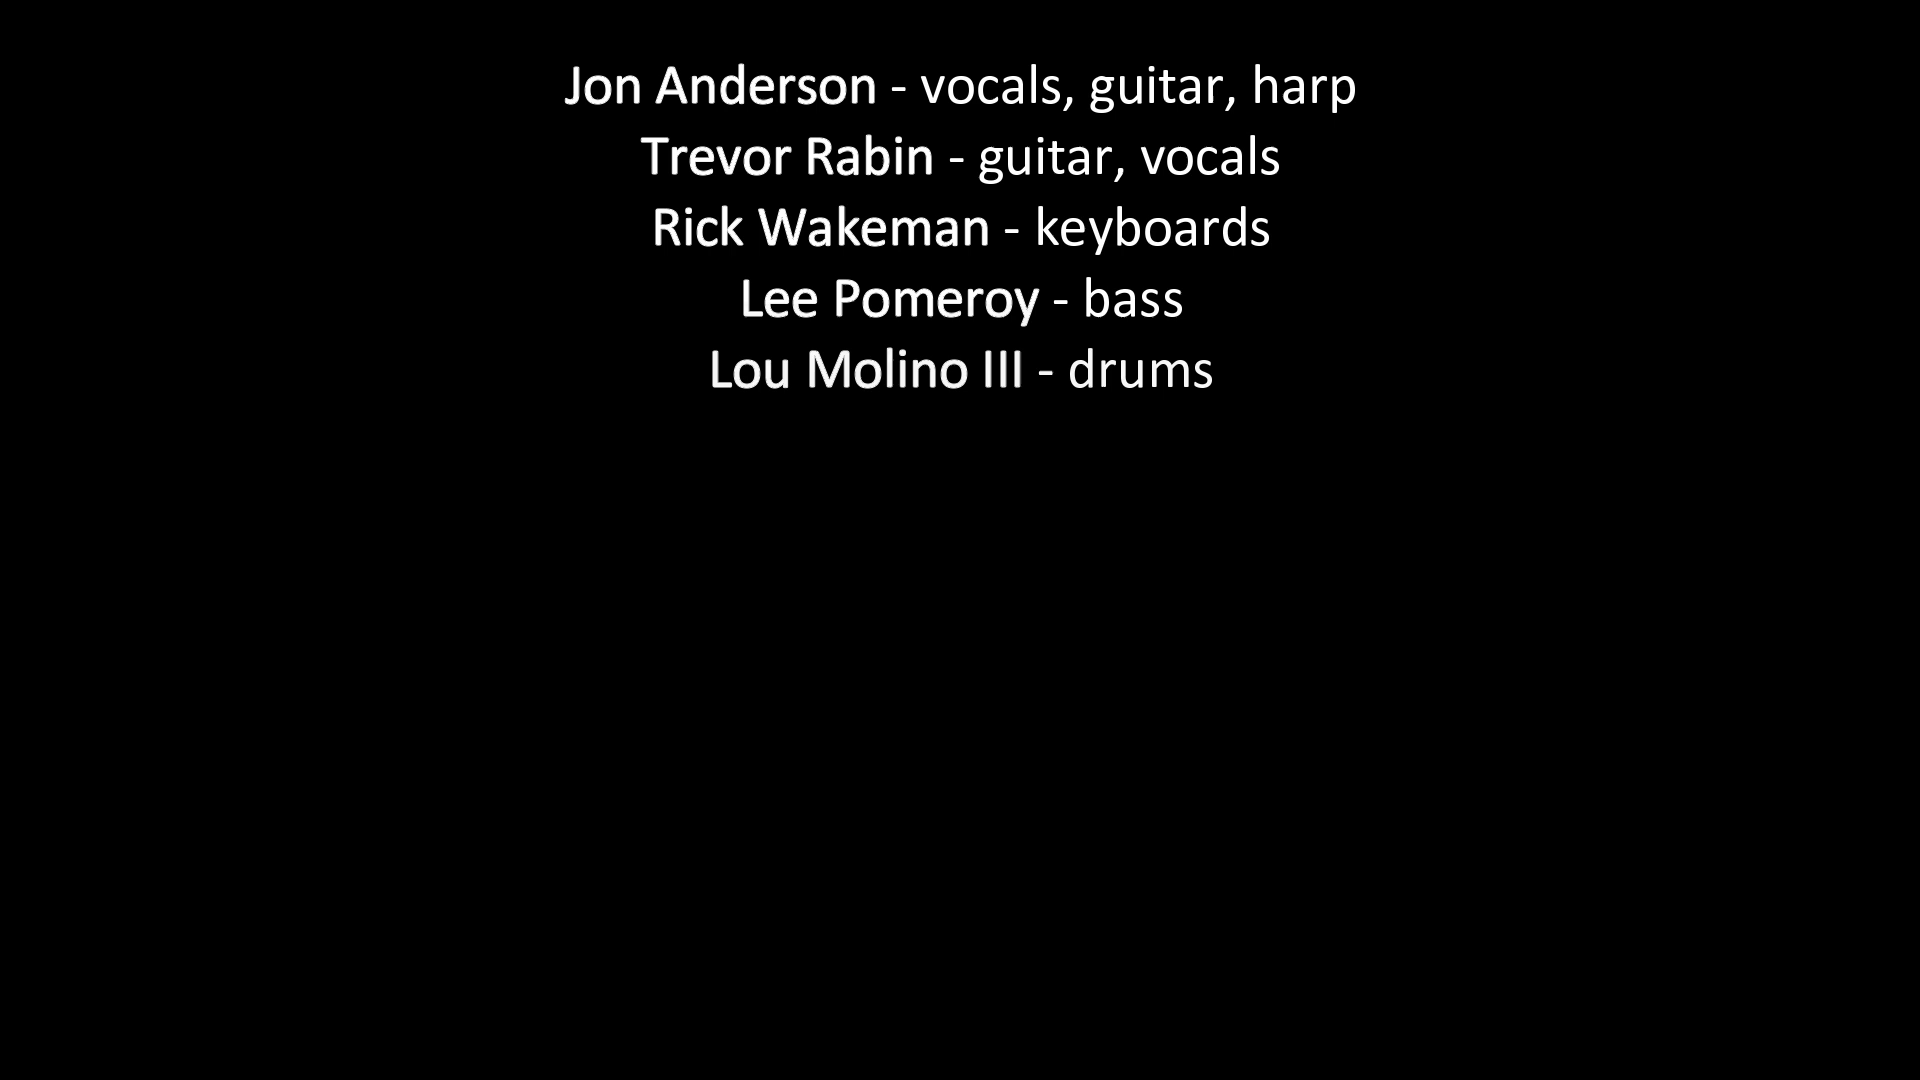 Jon Anderson - vocals, guitar, harp
Trevor Rabin - guitar, vocals
Rick Wakeman - keyboards
Lee Pomeroy - bass
Lou Molino III - drums